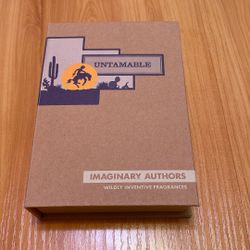 UNTAMABLE
IMAGINARY AUTHORS
WILDLY INVENTIVE FRAGRANCES